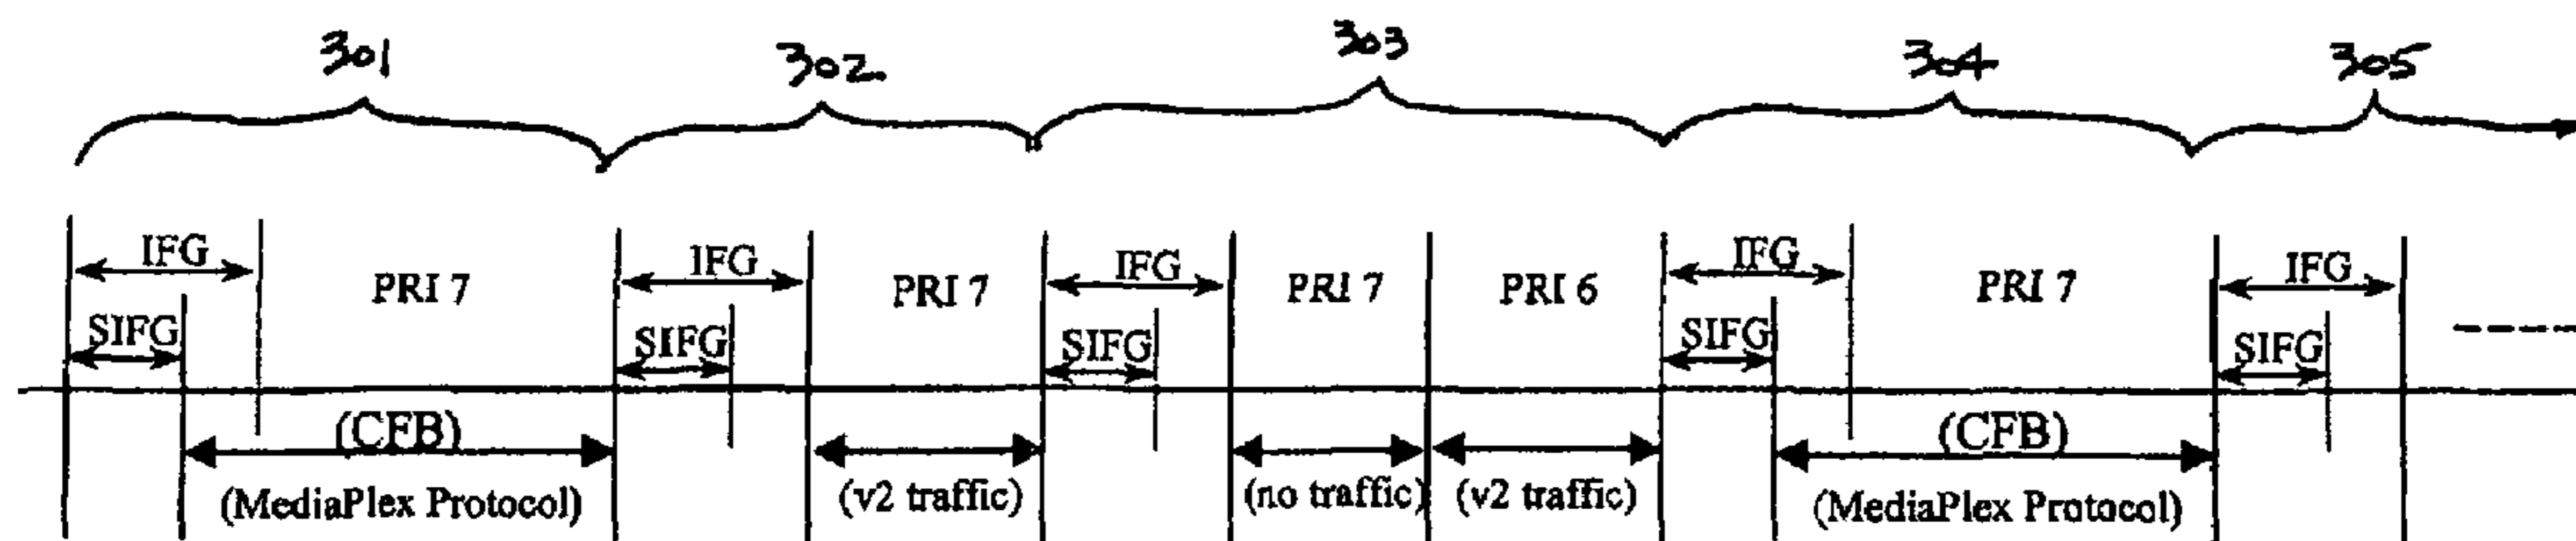 301 302 303 304 305
IFG PRI 7 IFG PRI 7 IFG PRI 7 PRI 6 IFG PRI 7 IFG
SIFG SIFG SIFG SIFG SIFG
(CFB) (CFB)
(MediaPlex Protocol) (v2 traffic) (no traffic) (v2 traffic) (MediaPlex Protocol)